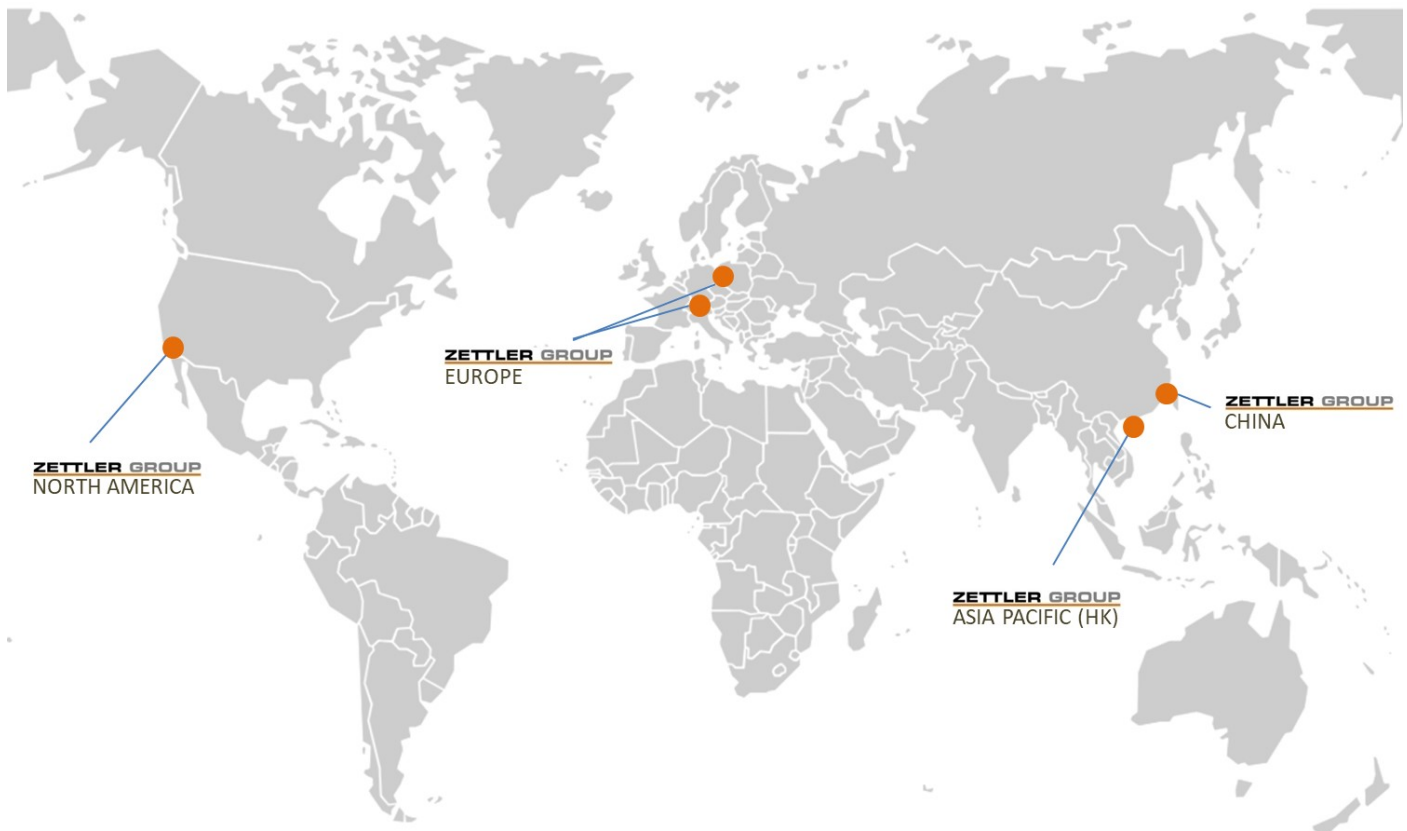 ZETTLER GROUP
EUROPE
ZETTLER GROUP
CHINA
ZETTLER GROUP
NORTH AMERICA
ZETTLER GROUP
ASIA PACIFIC (HK)